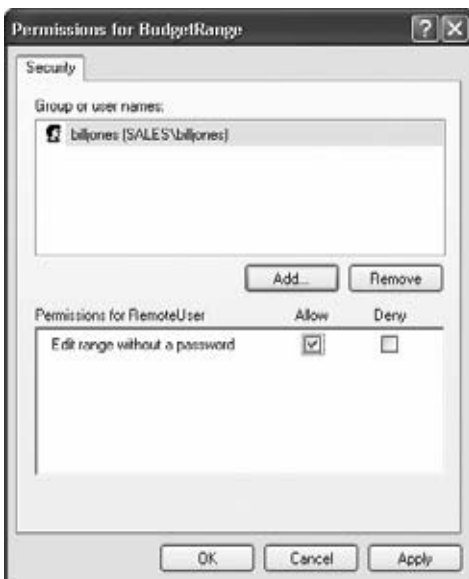 Permissions for BudgetRange
Security
Group or user names:
billjones (SALES\billjones)
Add... Remove
Permissions for RemoteUser Allow Deny
Edit range without a password
OK Cancel Apply